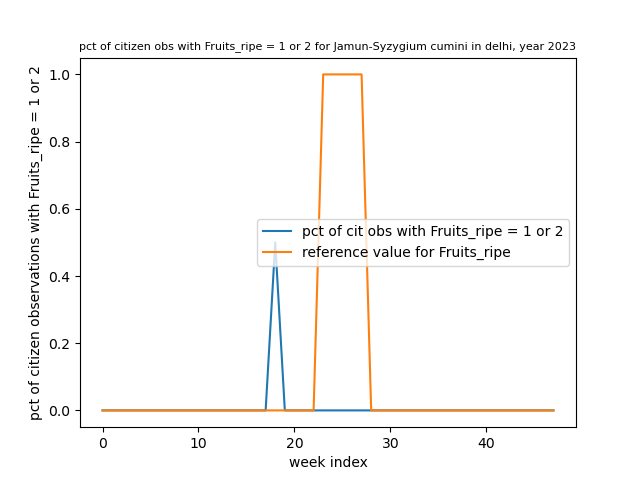 pct of citizen obs with Fruits_ripe = 1 or 2 for Jamun-Syzygium cumini in delhi, year 2023
pct of citizen observations with Fruits_ripe = 1 or 2
1.0
0.8
0.6
0.4
0.2
0.0
pct of cit obs with Fruits_ripe = 1 or 2
reference value for Fruits_ripe
0 10 20 30 40
week index